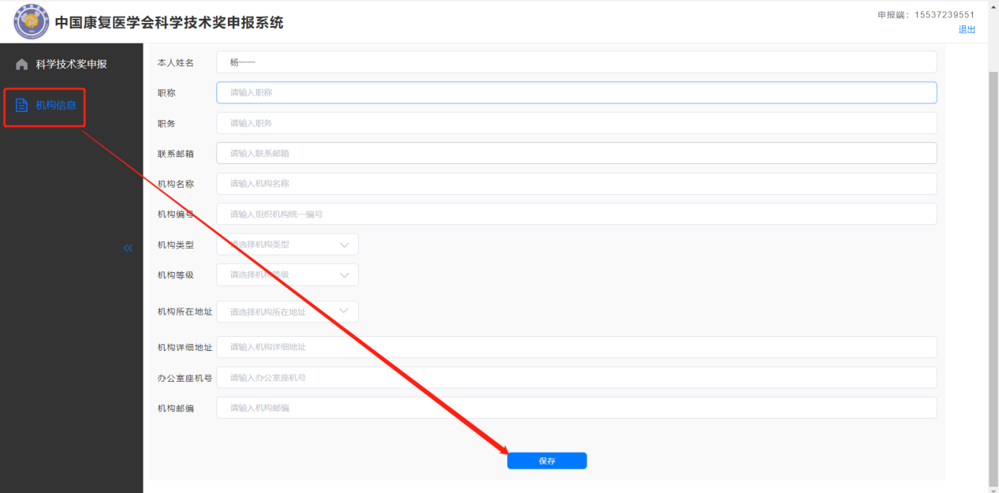 中国康复医学会科学技术奖申报系统
申报端：15537239551
退出
科学技术奖申报
机构信息
本人姓名 杨一一
职称 请输入职称
职务 请输入职务
联系邮箱 请输入联系邮箱
机构名称 请输入机构名称
机构编号 请输入组织机构统一编号
机构类型 请选择机构类型
机构等级 请选择机构等级
机构所在地址 请选择机构所在地址
机构详细地址 请输入机构详细地址
办公室座机号 请输入办公室座机号
机构邮编 请输入机构邮编
保存